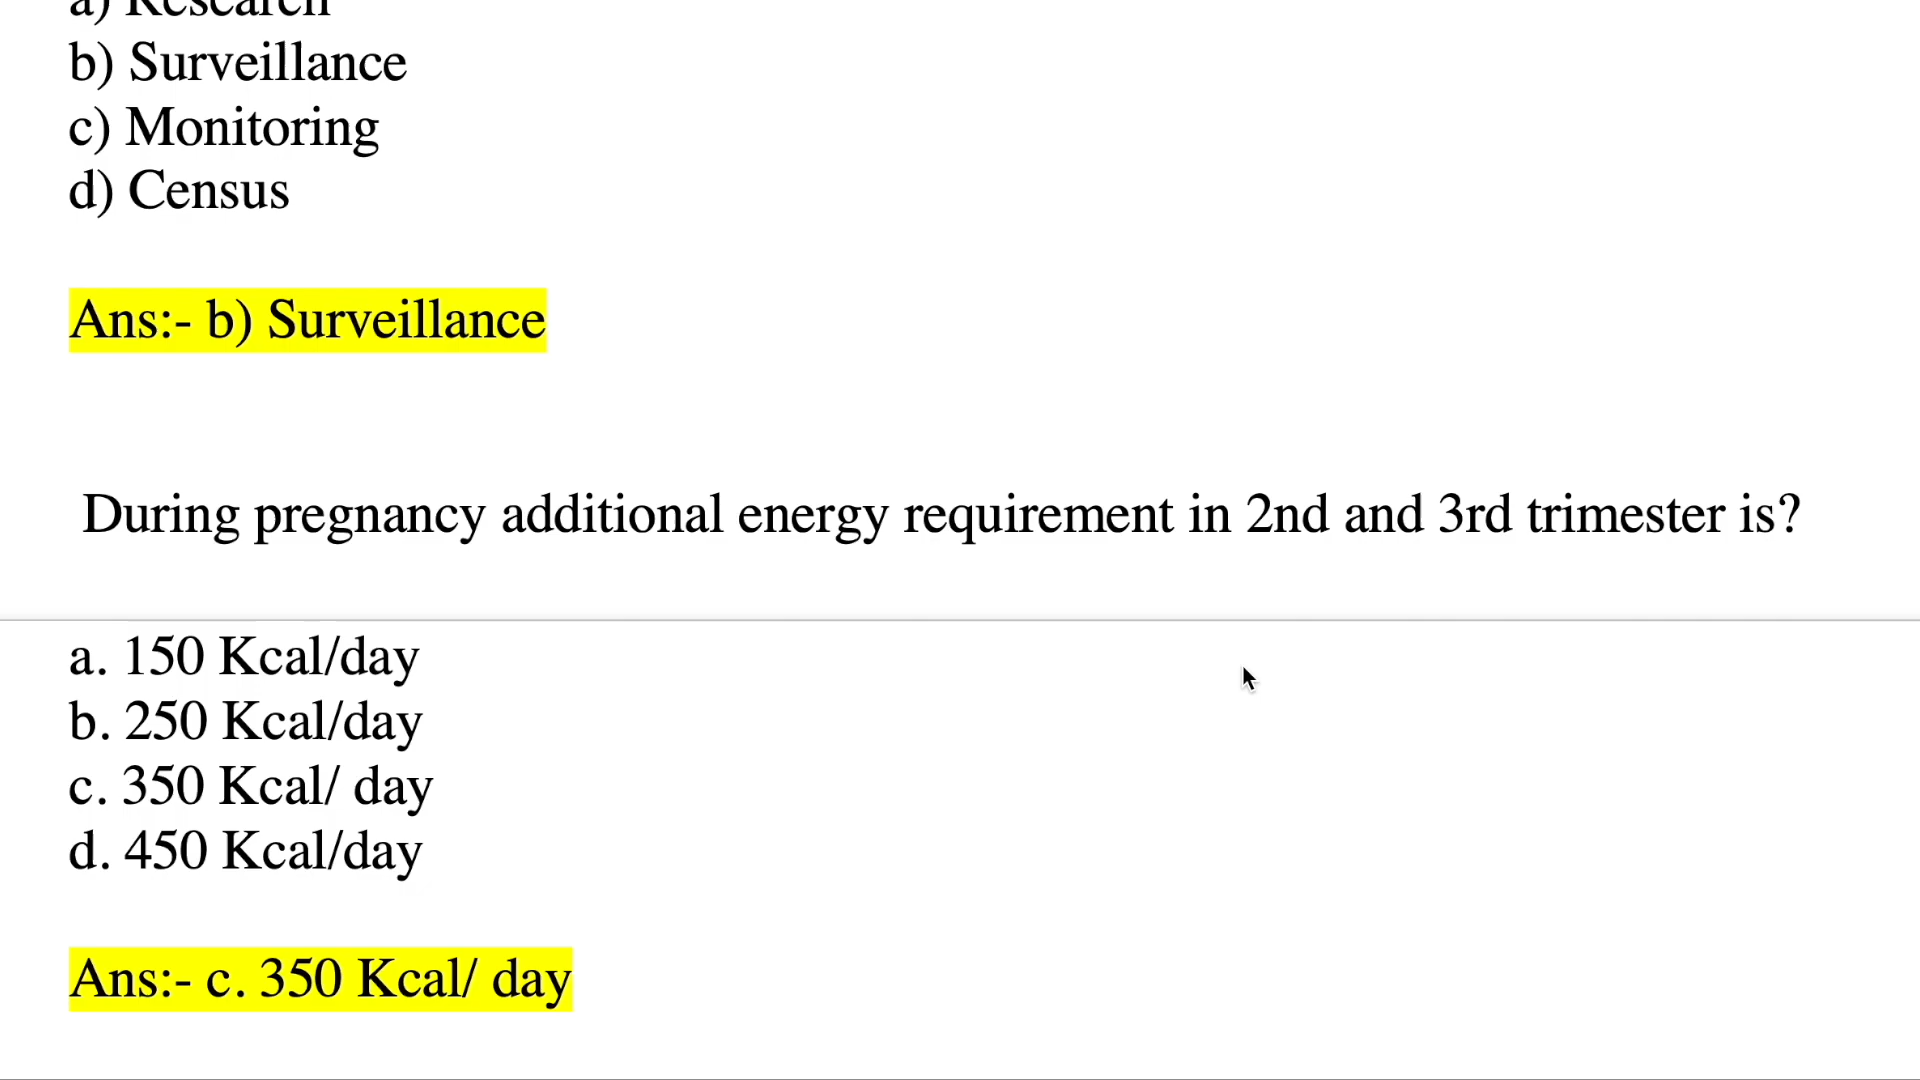 a) Research
b) Surveillance
c) Monitoring
d) Census
Ans:- b) Surveillance
During pregnancy additional energy requirement in 2nd and 3rd trimester is?
a. 150 Kcal/day
b. 250 Kcal/day
c. 350 Kcal/ day
d. 450 Kcal/day
Ans:- c. 350 Kcal/ day